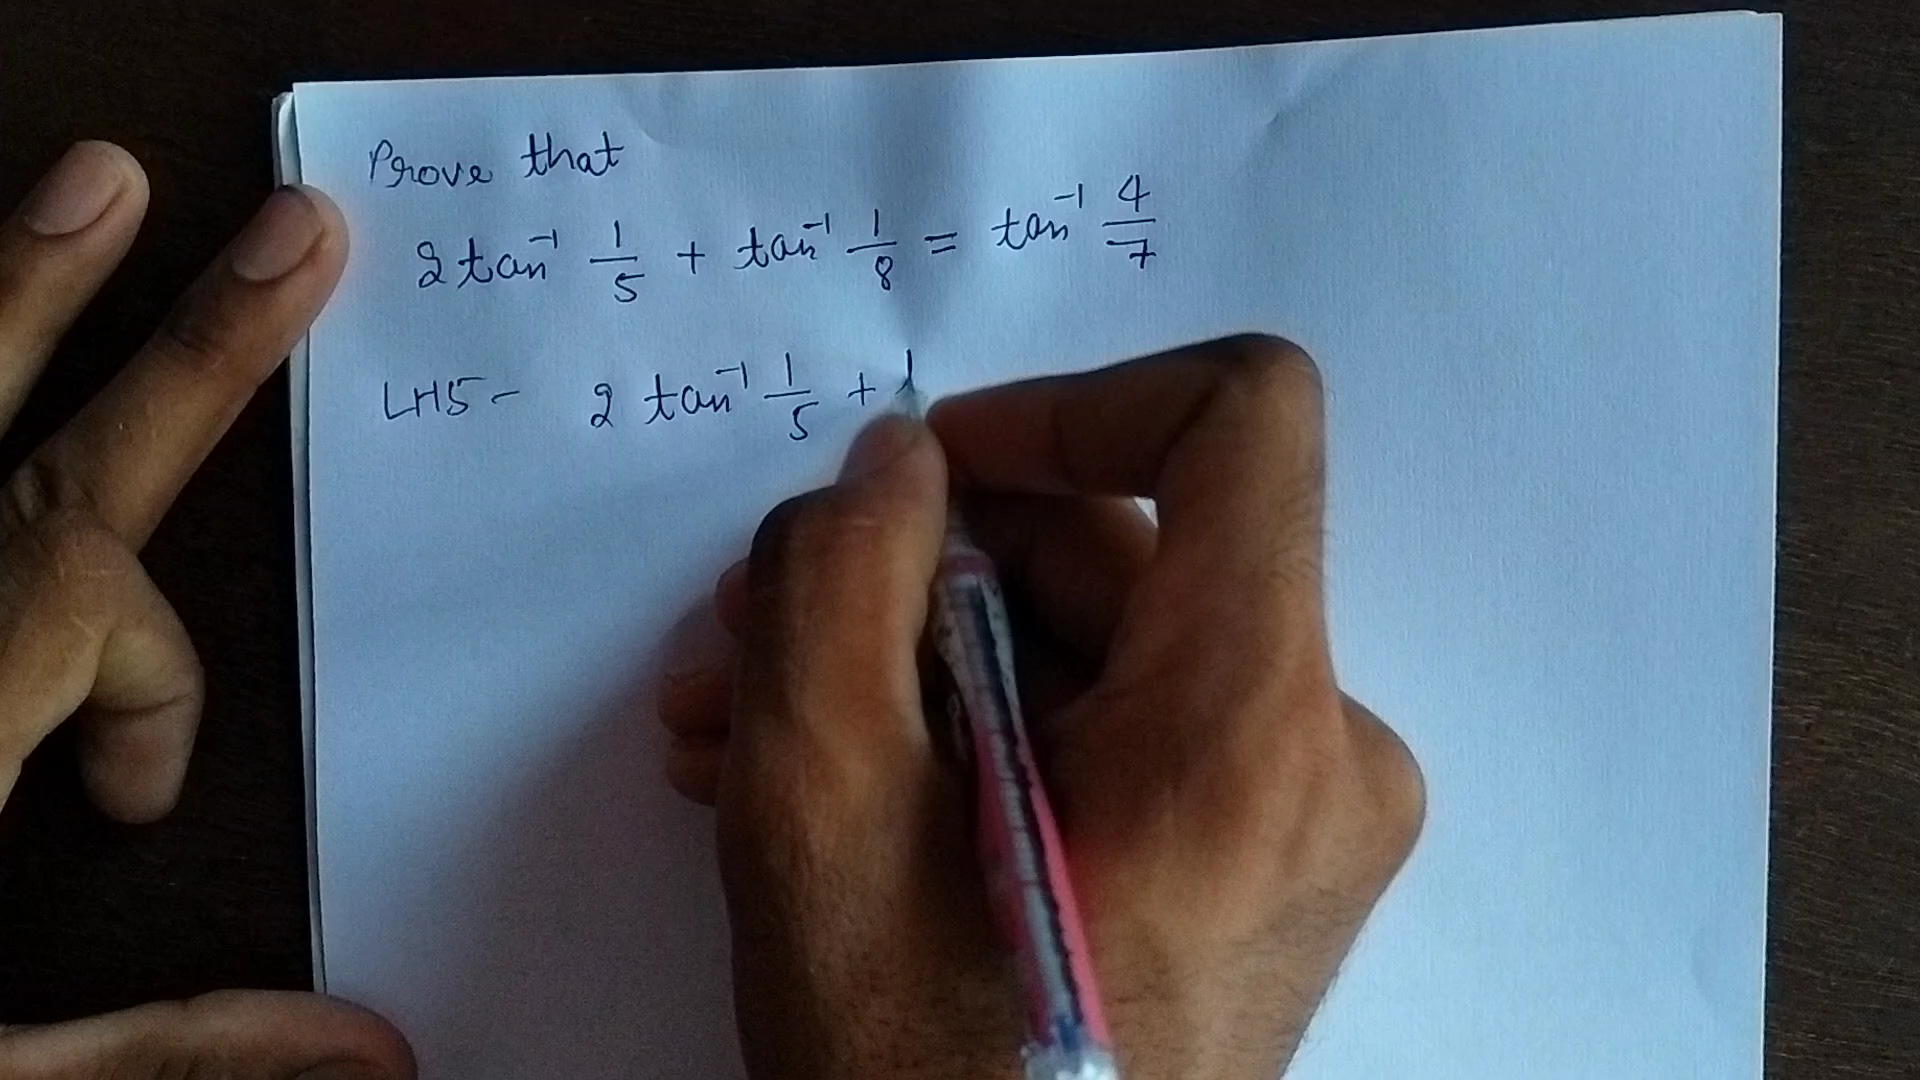 Prove that
2 tan⁻¹ 1/5 + tan⁻¹ 1/8 = tan⁻¹ 4/7
LHS - 2 tan⁻¹ 1/5 +